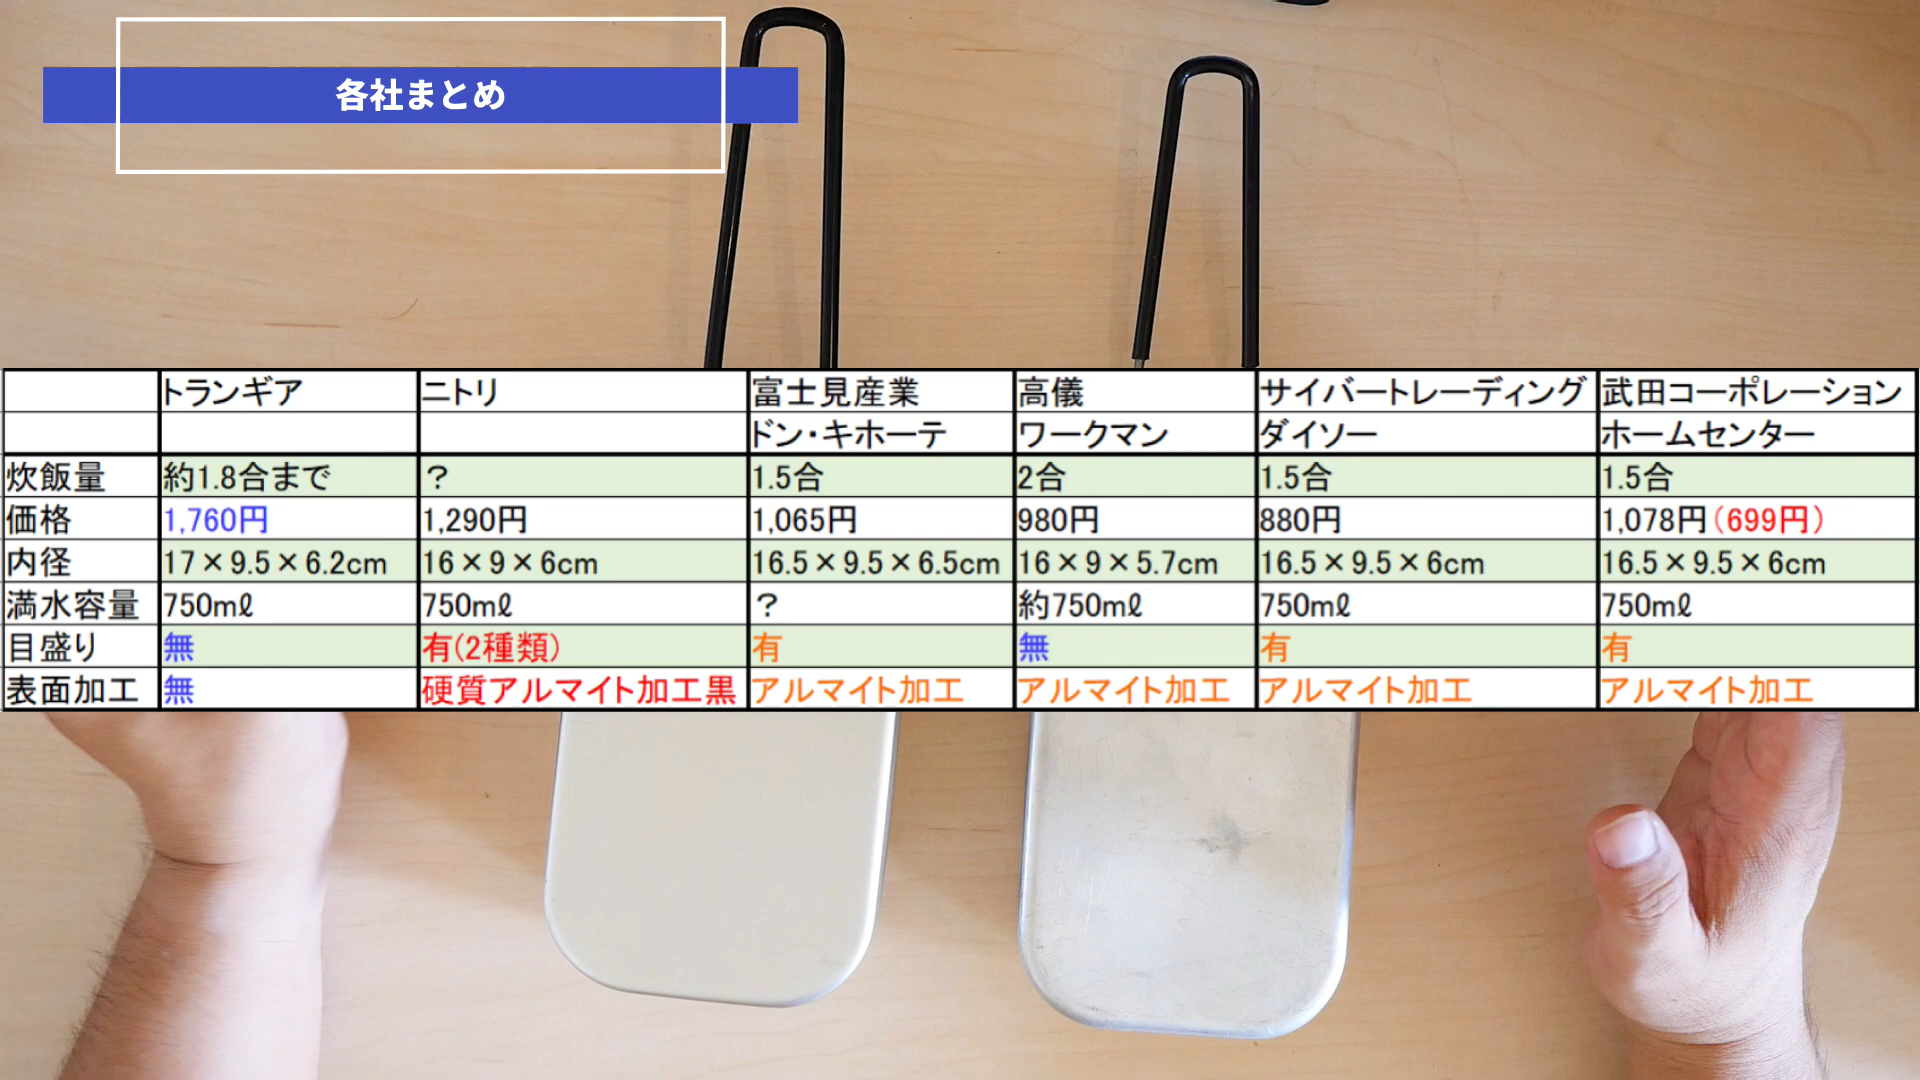 各社まとめ
トランギア ニトリ 富士見産業 高儀 サイバートレーディング 武田コーポレーション
ドン・キホーテ ワークマン ダイソー ホームセンター
炊飯量 約1.8合まで ? 1.5合 2合 1.5合 1.5合
価格 1,760円 1,290円 1,065円 980円 880円 1,078円（699円）
内径 17×9.5×6.2cm 16×9×6cm 16.5×9.5×6.5cm 16×9×5.7cm 16.5×9.5×6cm 16.5×9.5×6cm
満水容量 750mℓ 750mℓ ? 約750mℓ 750mℓ 750mℓ
目盛り 無 有(2種類) 有 無 有 有
表面加工 無 硬質アルマイト加工黒 アルマイト加工 アルマイト加工 アルマイト加工 アルマイト加工